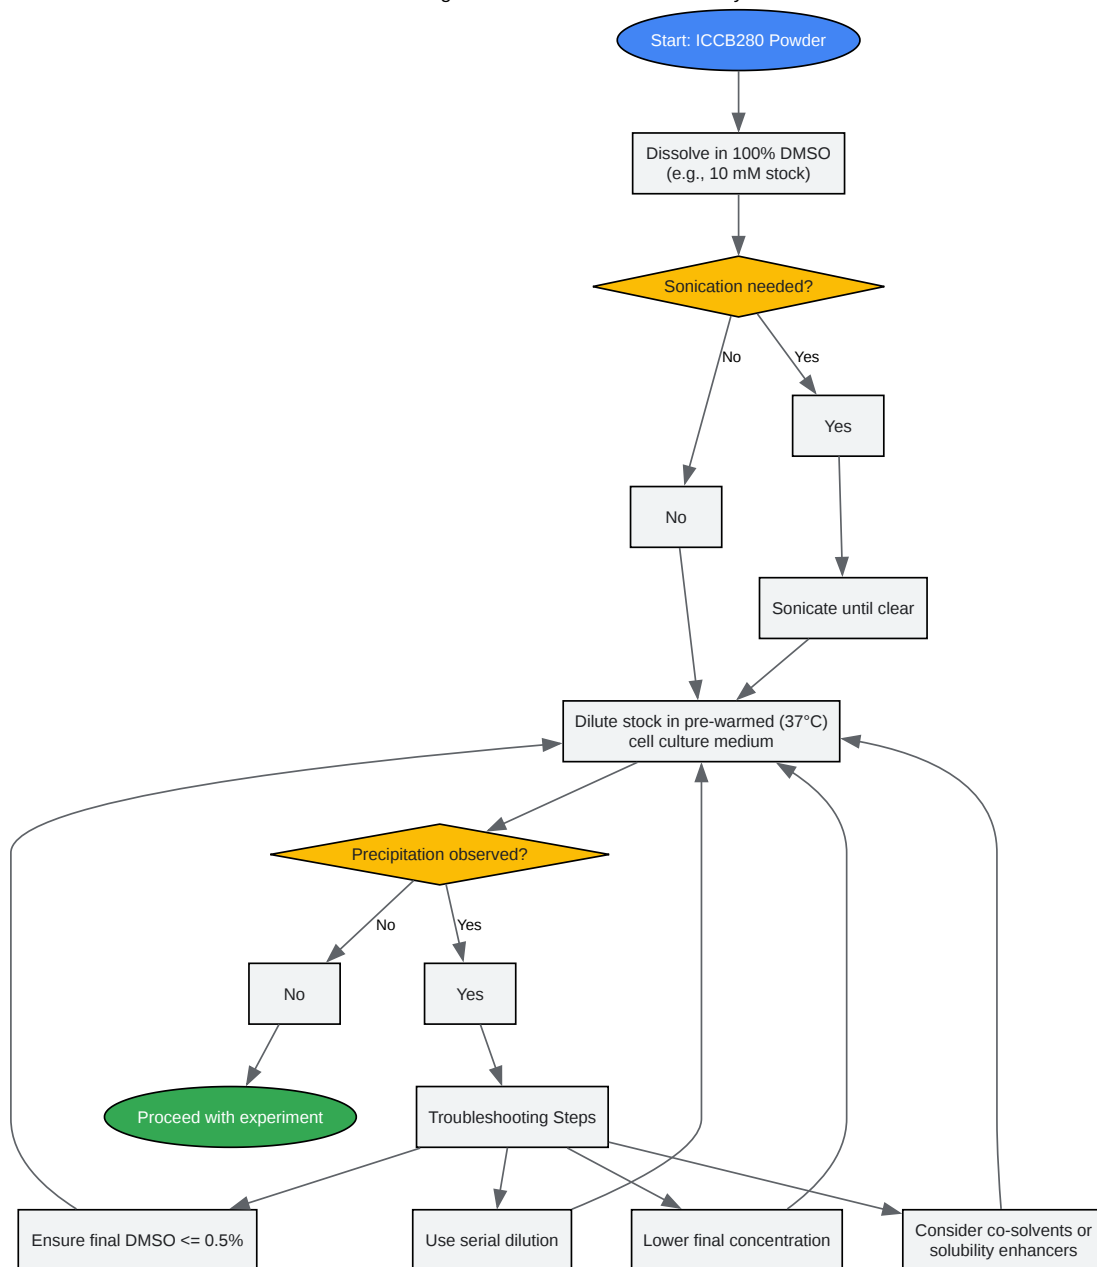 Start: ICCB280 Powder
Dissolve in 100% DMSO
(e.g., 10 mM stock)
Sonication needed?
No
Yes
Yes
No
Sonicate until clear
Dilute stock in pre-warmed (37°C)
cell culture medium
Precipitation observed?
No
Yes
No
Yes
Proceed with experiment
Troubleshooting Steps
Ensure final DMSO <= 0.5%
Use serial dilution
Lower final concentration
Consider co-solvents or
solubility enhancers